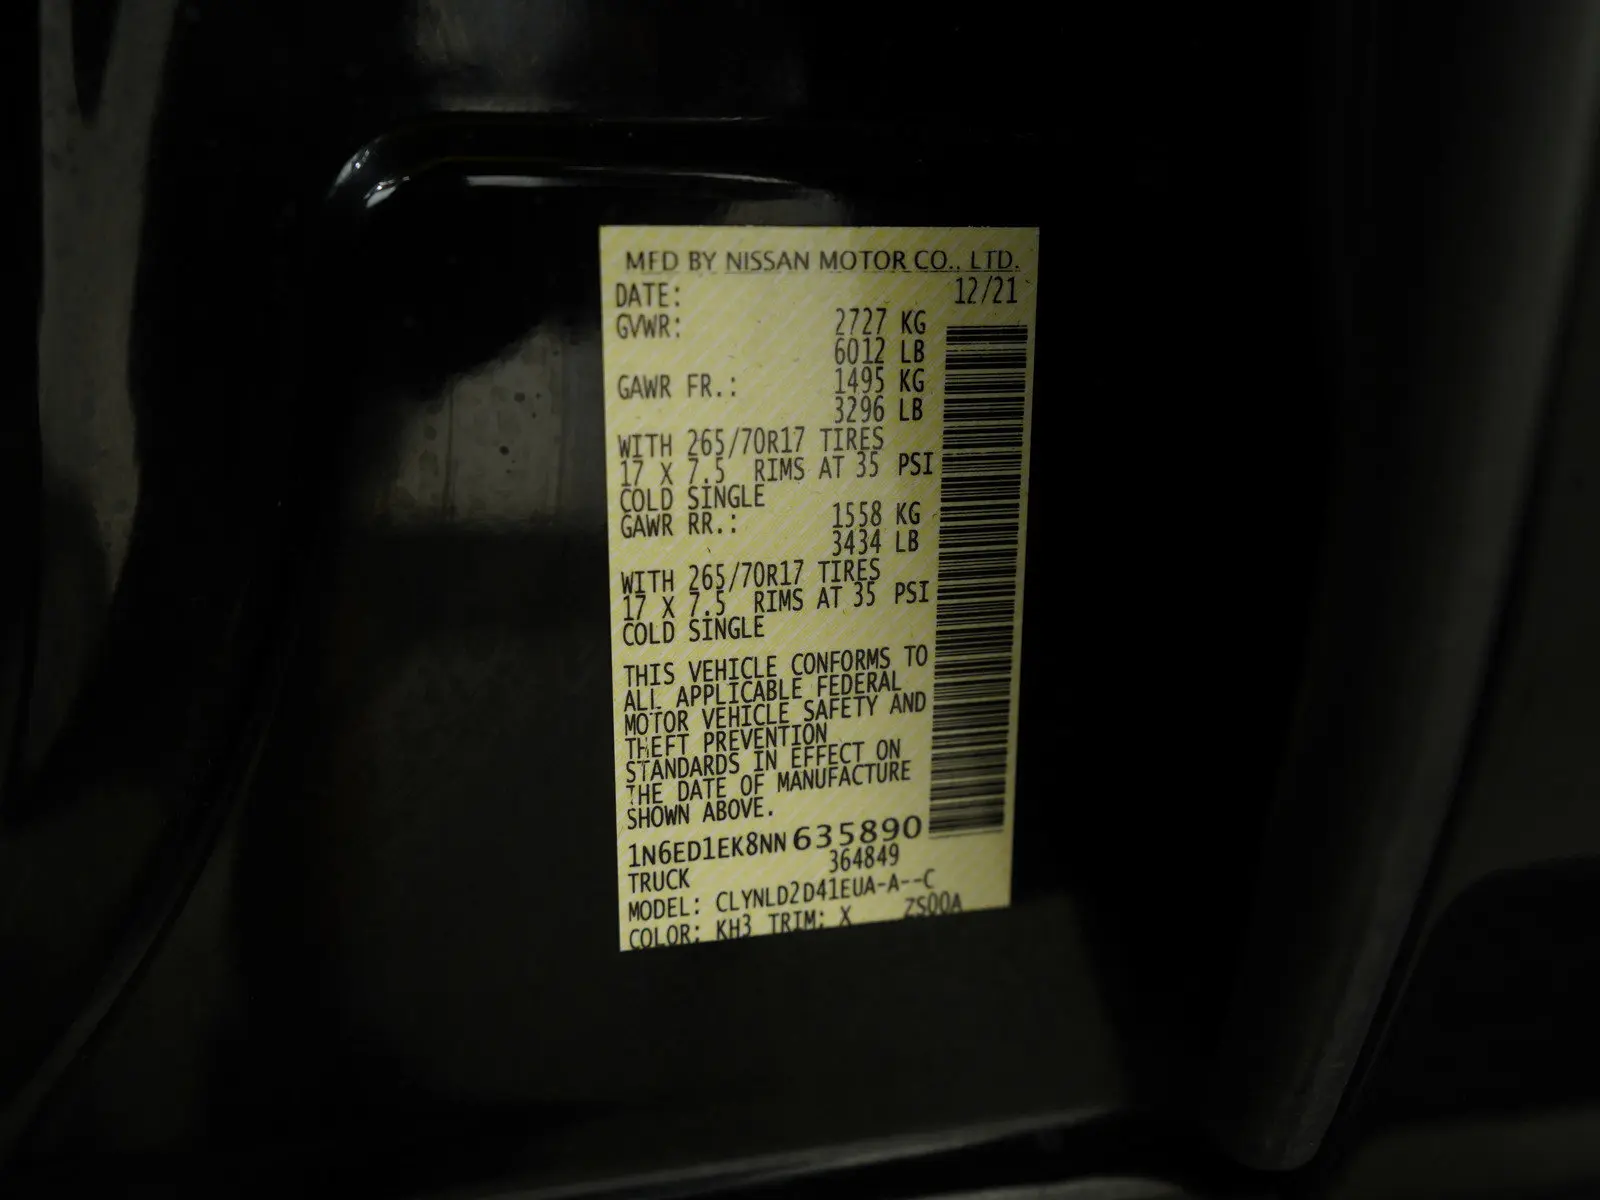 MFD BY NISSAN MOTOR CO., LTD.
DATE: 12/21
GVWR: 2727 KG
6012 LB
GAWR FR.: 1495 KG
3296 LB
WITH 265/70R17 TIRES
17 X 7.5 RIMS AT 35 PSI
COLD SINGLE
GAWR RR.: 1558 KG
3434 LB
WITH 265/70R17 TIRES
17 X 7.5 RIMS AT 35 PSI
COLD SINGLE
THIS VEHICLE CONFORMS TO
ALL APPLICABLE FEDERAL
MOTOR VEHICLE SAFETY AND
THEFT PREVENTION
STANDARDS IN EFFECT ON
THE DATE OF MANUFACTURE
SHOWN ABOVE.
1N6ED1EK8NN635890
TRUCK 364849
MODEL: CLYNLD2D41EUA-A--C
COLOR: KH3 TRIM: X ZS00A